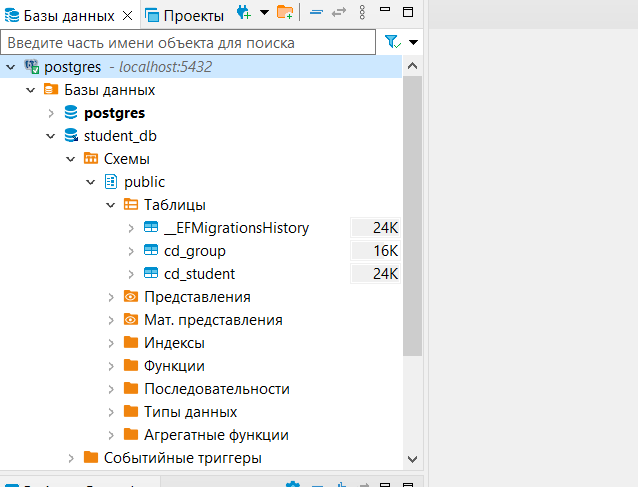 Базы данных Проекты
Введите часть имени объекта для поиска
postgres - localhost:5432
Базы данных
postgres
student_db
Схемы
public
Таблицы
__EFMigrationsHistory 24K
cd_group 16K
cd_student 24K
Представления
Мат. представления
Индексы
Функции
Последовательности
Типы данных
Агрегатные функции
Событийные триггеры